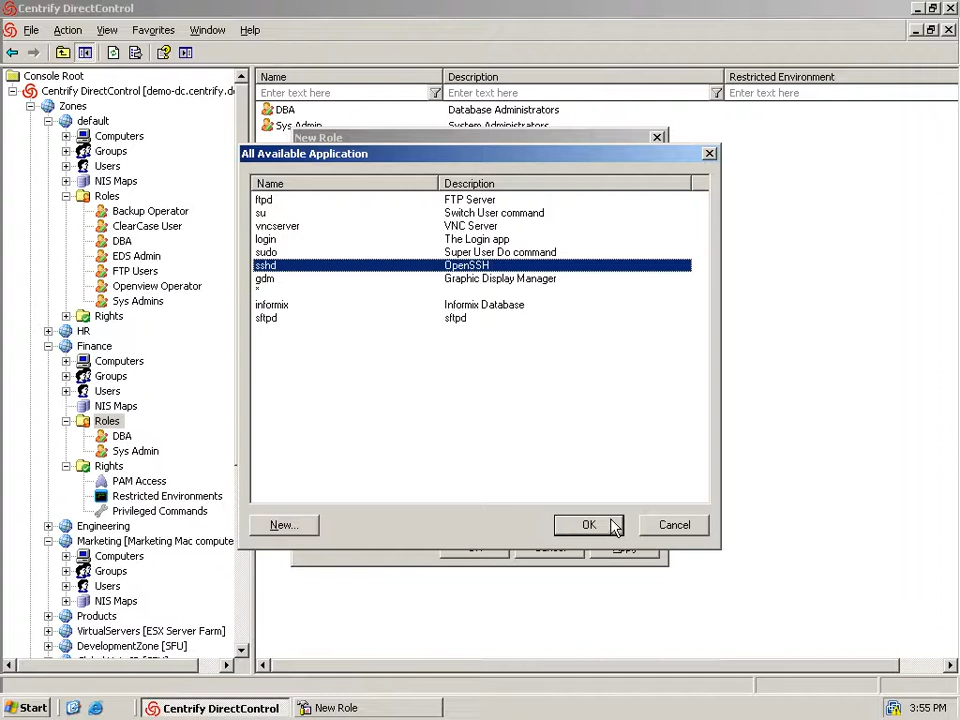 Centrify DirectControl
File Action View Favorites Window Help
Console Root
Centrify DirectControl [demo-dc.centrify.d
Zones
default
Computers
Groups
Users
NIS Maps
Roles
Backup Operator
ClearCase User
DBA
EDS Admin
FTP Users
Openview Operator
Sys Admins
Rights
HR
Finance
Computers
Groups
Users
NIS Maps
Roles
DBA
Sys Admin
Rights
PAM Access
Restricted Environments
Privileged Commands
Engineering
Marketing [Marketing Mac compute
Computers
Groups
Users
NIS Maps
Products
VirtualServers [ESX Server Farm]
DevelopmentZone [SFU]
Name Description Restricted Environment
Enter text here Enter text here Enter text here
DBA Database Administrators
Sys Admin System Administrators
New Role
All Available Application
Name Description
ftpd FTP Server
su Switch User command
vncserver VNC Server
login The Login app
sudo Super User Do command
sshd OpenSSH
gdm Graphic Display Manager
*
informix Informix Database
sftpd sftpd
New... OK Cancel
Start Centrify DirectControl New Role 3:55 PM